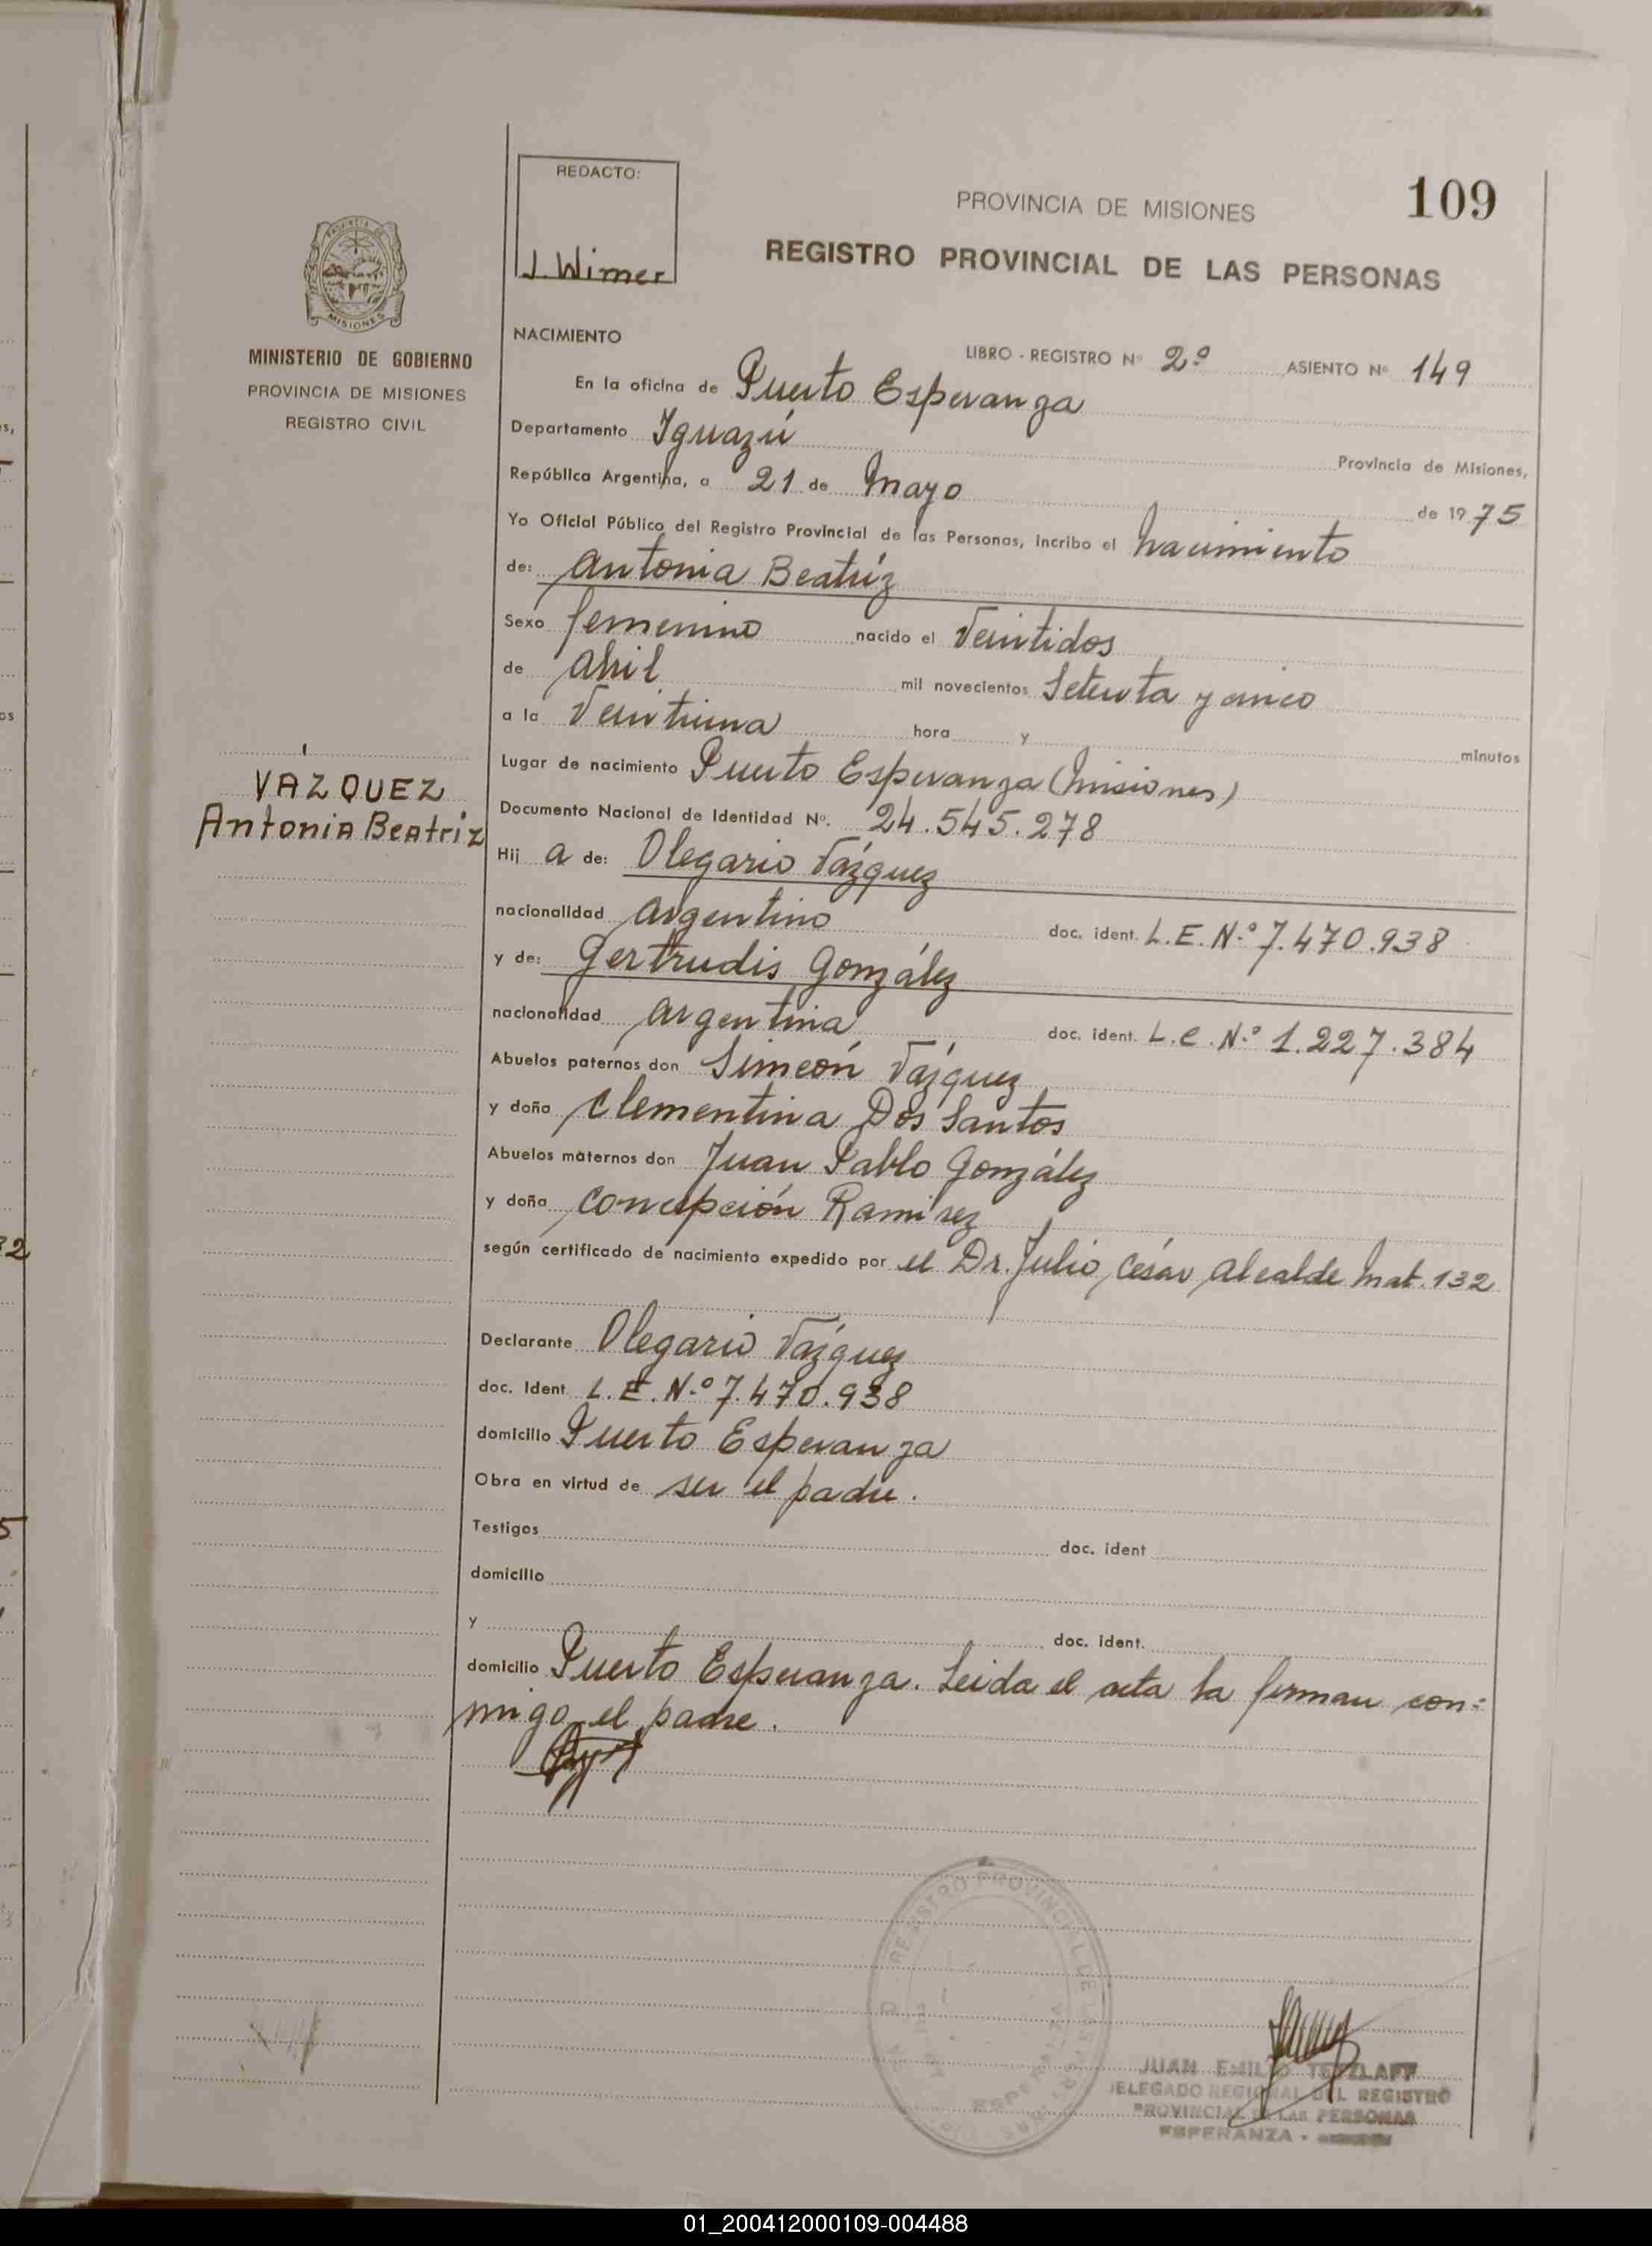 REDACTO:
J. Wimer
PROVINCIA DE MISIONES
109
REGISTRO PROVINCIAL DE LAS PERSONAS
MISIONES
MINISTERIO DE GOBIERNO
PROVINCIA DE MISIONES
REGISTRO CIVIL
NACIMIENTO
LIBRO - REGISTRO Nº 2º ASIENTO Nº 149
En la oficina de Puerto Esperanza
Departamento Iguazú Provincia de Misiones,
República Argentina, a 21 de Mayo de 1975
Yo Oficial Público del Registro Provincial de las Personas, incribo el nacimiento
de: Antonia Beatríz
Sexo femenino nacido el Veintidos
de Abril mil novecientos Setenta y cinco
a la Veintiuna hora y minutos
Lugar de nacimiento Puerto Esperanza (Misiones)
VÁZQUEZ
Antonia Beatriz
Documento Nacional de Identidad Nº. 24.545.278
Hij a de: Olegario Vázquez
nacionalidad argentino doc. ident. L.E. N.º 7.470.938
y de: Gertrudis González
nacionalidad argentina doc. ident. L.C. N.º 1.227.384
Abuelos paternos don Simeón Vázquez
y doña Clementina Dos Santos
Abuelos maternos don Juan Pablo González
y doña Concepción Ramírez
según certificado de nacimiento expedido por el Dr. Julio César Alcalde Mat. 132
Declarante Olegario Vázquez
doc. Ident L.E. N.º 7.470.938
domicilio Puerto Esperanza
Obra en virtud de ser el padre.
Testigos doc. ident
domicilio
y doc. ident.
domicilio Puerto Esperanza. Leida el acta la firman con-
migo el padre.
REGISTRO PROVINCIAL DE LAS PERSONAS
ESPERANZA
JUAN EMILIO TETZLAFF
DELEGADO REGIONAL DEL REGISTRO
PROVINCIAL DE LAS PERSONAS
ESPERANZA -
01_200412000109-004488